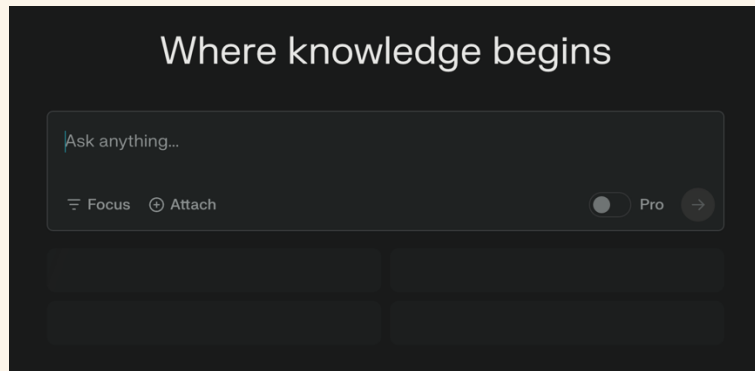 Where knowledge begins
Ask anything...
Focus Attach Pro